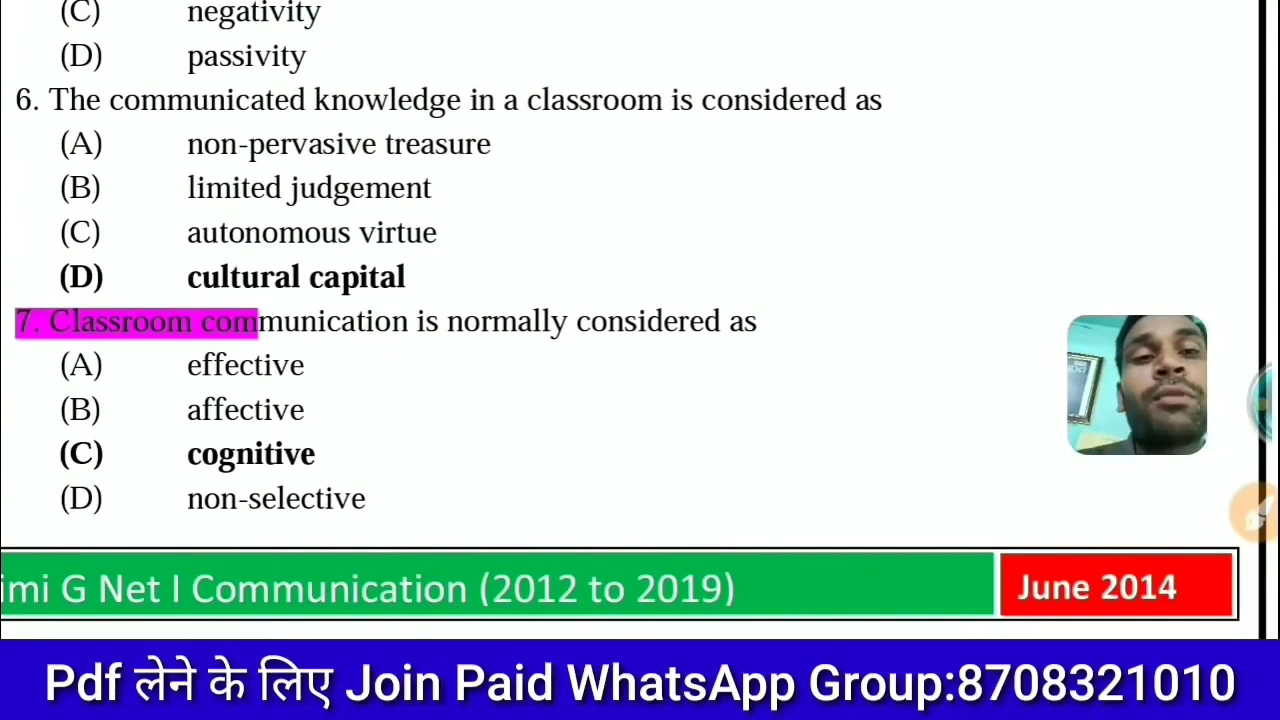 (C) negativity
(D) passivity
6. The communicated knowledge in a classroom is considered as
(A) non-pervasive treasure
(B) limited judgement
(C) autonomous virtue
(D) cultural capital
7. Classroom communication is normally considered as
(A) effective
(B) affective
(C) cognitive
(D) non-selective
imi G Net I Communication (2012 to 2019) June 2014
Pdf लेने के लिए Join Paid WhatsApp Group:8708321010